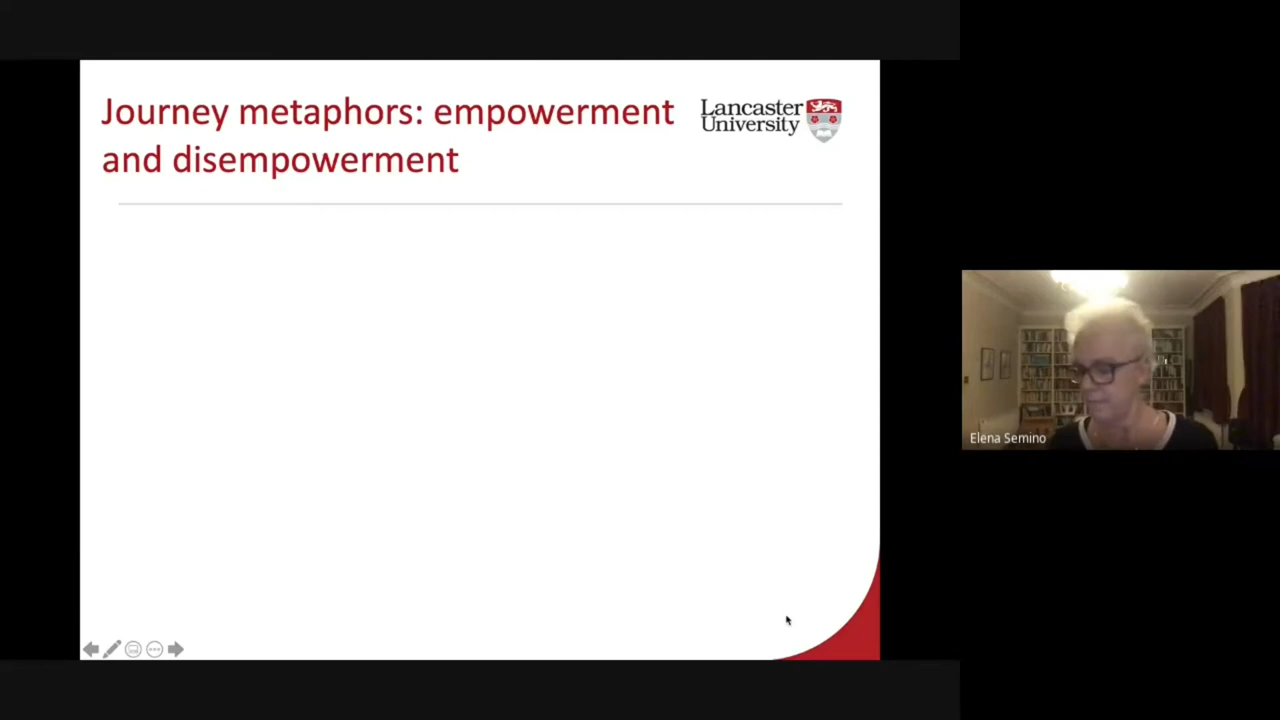 Journey metaphors: empowerment
and disempowerment
Lancaster
University
Elena Semino